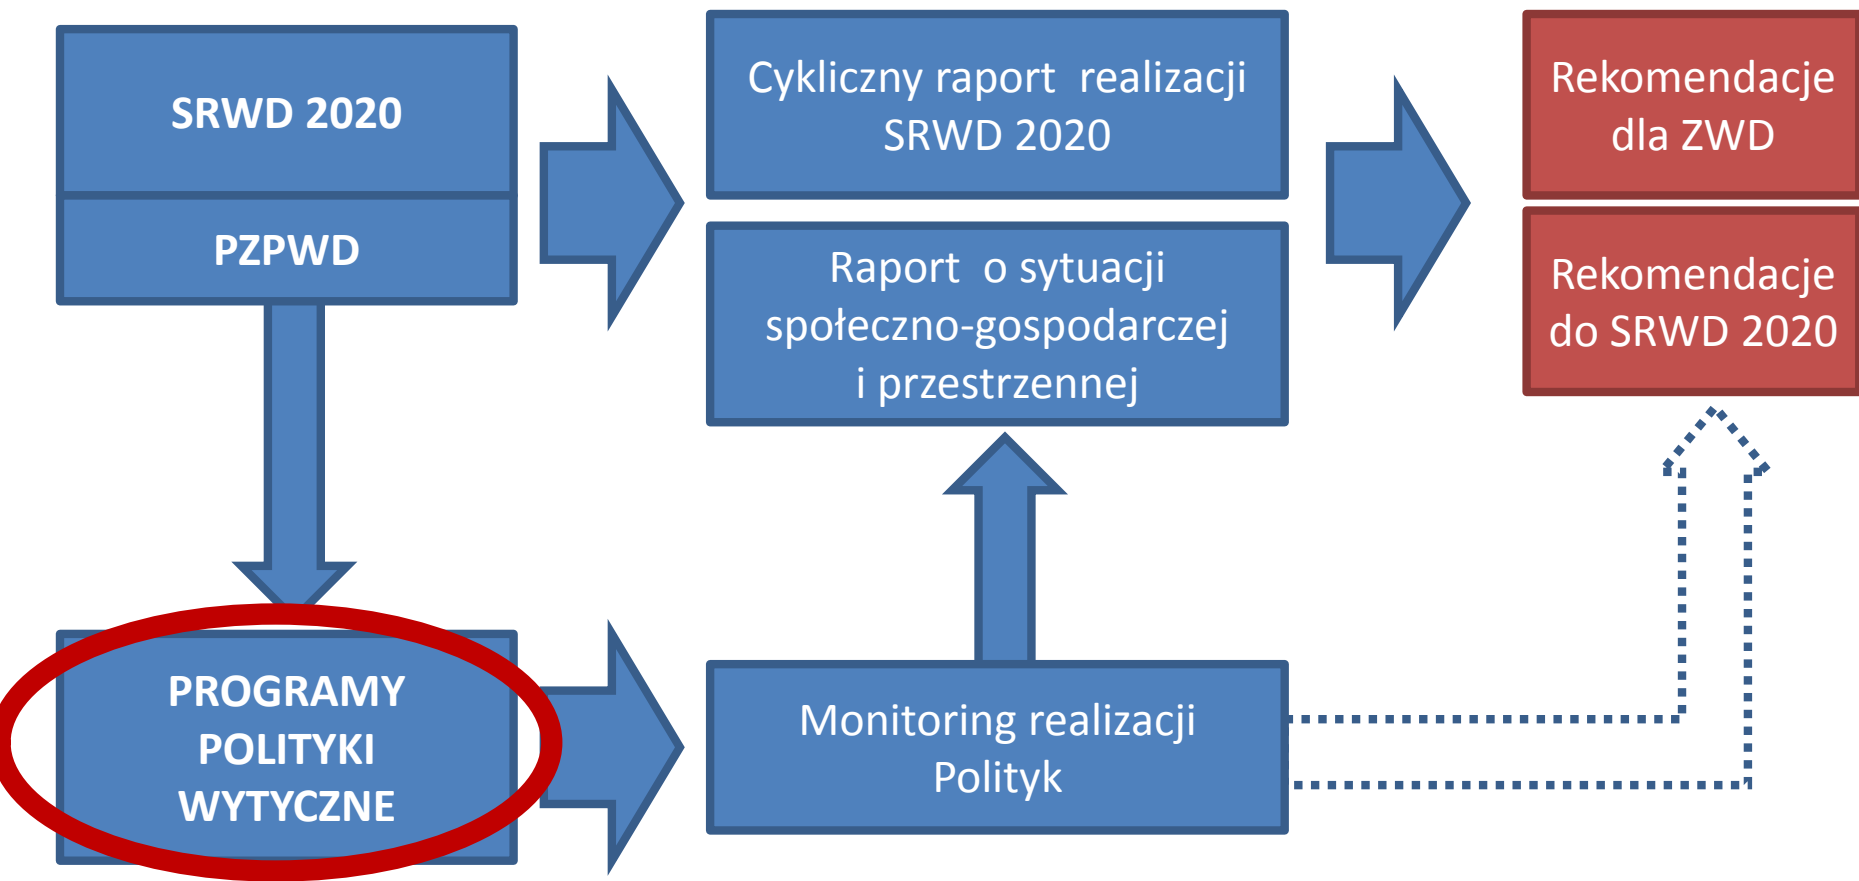 SRWD 2020
PZPWD
Cykliczny raport realizacji
SRWD 2020
Raport o sytuacji
społeczno-gospodarczej
i przestrzennej
Rekomendacje
dla ZWD
Rekomendacje
do SRWD 2020
PROGRAMY
POLITYKI
WYTYCZNE
Monitoring realizacji
Polityk